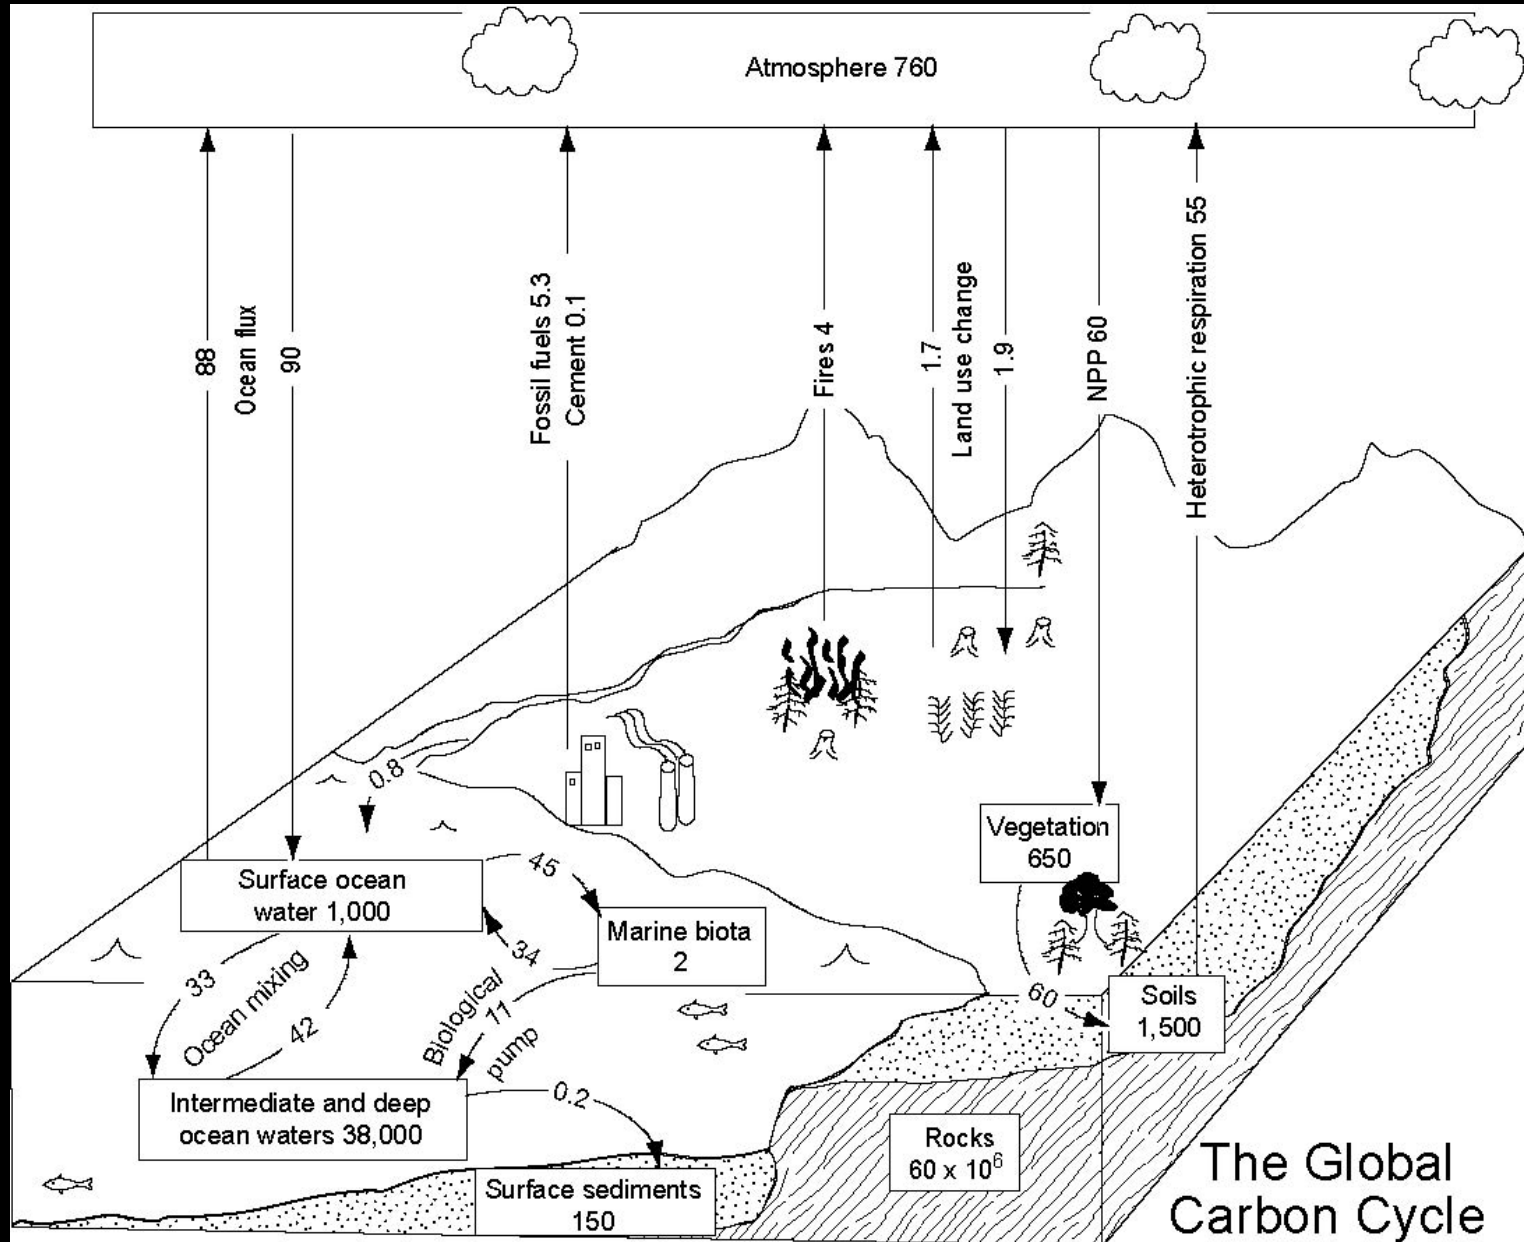 Atmosphere 760
88
Ocean flux
90
Fossil fuels 5.3
Cement 0.1
Fires 4
1.7
Land use change
1.9
NPP 60
Heterotrophic respiration 55
0.8
Surface ocean
water 1,000
45
Marine biota
2
34
Biological
11
pump
33
Ocean mixing
42
Intermediate and deep
ocean waters 38,000
0.2
Surface sediments
150
Vegetation
650
60
Soils
1,500
Rocks
60 x 10⁶
The Global
Carbon Cycle